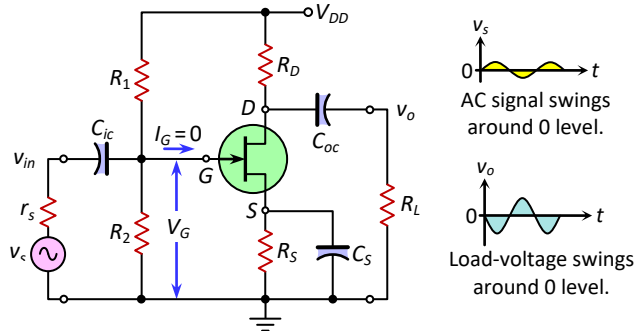 V_DD
R_1
R_D
D
v_o
C_ic
I_G = 0
C_oc
v_in
G
r_s
R_2
V_G
S
R_L
v_s
R_S
C_S
v_s
0
t
AC signal swings
around 0 level.
v_o
0
t
Load-voltage swings
around 0 level.